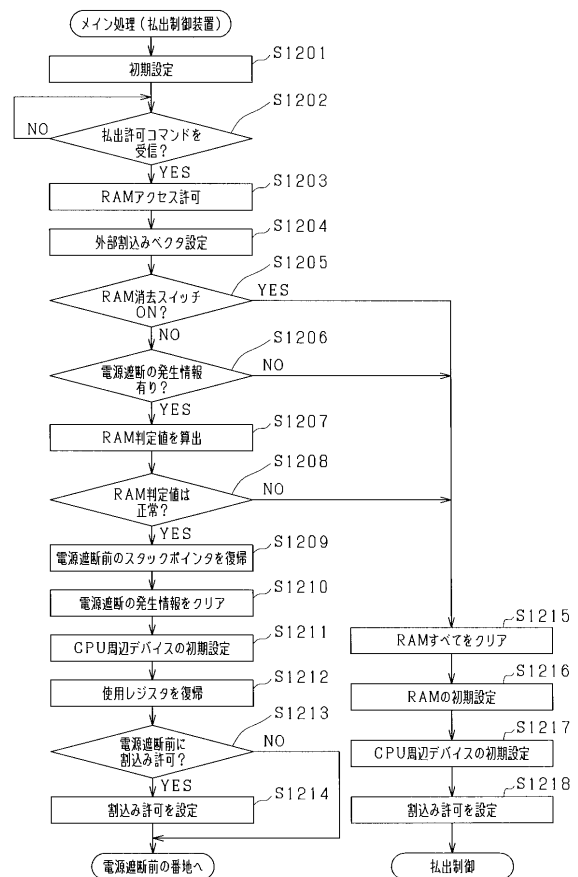 メイン処理(払出制御装置)
S1201
初期設定
S1202
NO
払出許可コマンドを
受信?
YES
S1203
RAMアクセス許可
S1204
外部割込みベクタ設定
S1205
RAM消去スイッチ
ON?
YES
NO
S1206
電源遮断の発生情報
有り?
NO
YES
S1207
RAM判定値を算出
S1208
RAM判定値は
正常?
NO
YES
S1209
電源遮断前のスタックポインタを復帰
S1210
電源遮断の発生情報をクリア
S1211
CPU周辺デバイスの初期設定
S1212
使用レジスタを復帰
S1213
電源遮断前に
割込み許可?
NO
YES
S1214
割込み許可を設定
電源遮断前の番地へ
S1215
RAMすべてをクリア
S1216
RAMの初期設定
S1217
CPU周辺デバイスの初期設定
S1218
割込み許可を設定
払出制御